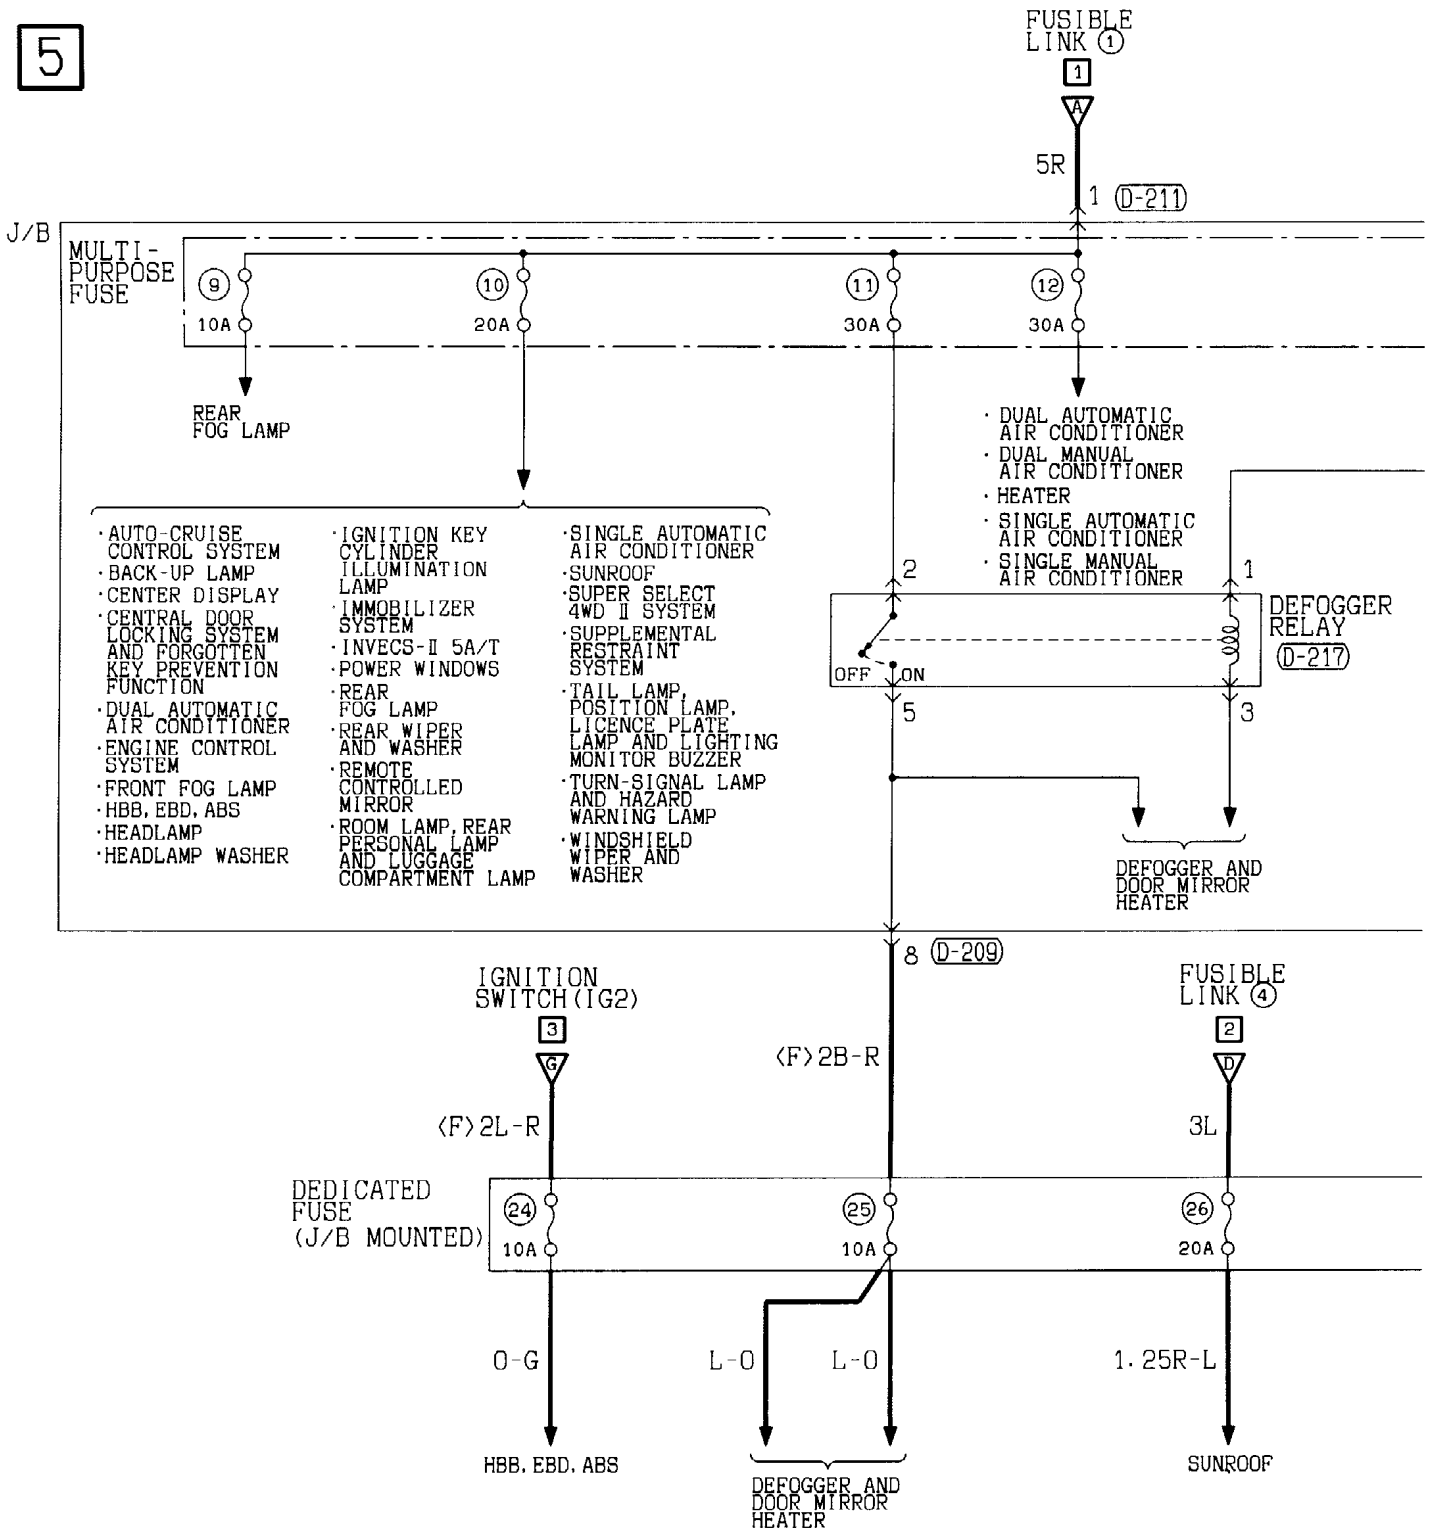 5
FUSIBLE
LINK ①
1
A
5R
1 (D-211)
J/B
MULTI-
PURPOSE
FUSE
9
10A
10
20A
11
30A
12
30A
REAR
FOG LAMP
· DUAL AUTOMATIC
AIR CONDITIONER
· DUAL MANUAL
AIR CONDITIONER
· HEATER
· SINGLE AUTOMATIC
AIR CONDITIONER
· SINGLE MANUAL
AIR CONDITIONER
·AUTO-CRUISE
CONTROL SYSTEM
·BACK-UP LAMP
·CENTER DISPLAY
·CENTRAL DOOR
LOCKING SYSTEM
AND FORGOTTEN
KEY PREVENTION
FUNCTION
·DUAL AUTOMATIC
AIR CONDITIONER
·ENGINE CONTROL
SYSTEM
·FRONT FOG LAMP
·HBB, EBD, ABS
·HEADLAMP
·HEADLAMP WASHER
·IGNITION KEY
CYLINDER
ILLUMINATION
LAMP
·IMMOBILIZER
SYSTEM
·INVECS-Ⅱ 5A/T
·POWER WINDOWS
·REAR
FOG LAMP
·REAR WIPER
AND WASHER
·REMOTE
CONTROLLED
MIRROR
·ROOM LAMP, REAR
PERSONAL LAMP
AND LUGGAGE
COMPARTMENT LAMP
·SINGLE AUTOMATIC
AIR CONDITIONER
·SUNROOF
·SUPER SELECT
4WD Ⅱ SYSTEM
·SUPPLEMENTAL
RESTRAINT
SYSTEM
·TAIL LAMP,
POSITION LAMP,
LICENCE PLATE
LAMP AND LIGHTING
MONITOR BUZZER
·TURN-SIGNAL LAMP
AND HAZARD
WARNING LAMP
·WINDSHIELD
WIPER AND
WASHER
2
1
DEFOGGER
RELAY
(D-217)
OFF
ON
5
3
DEFOGGER AND
DOOR MIRROR
HEATER
8 (D-209)
IGNITION
SWITCH(IG2)
3
G
<F>2L-R
<F>2B-R
FUSIBLE
LINK ④
2
D
3L
DEDICATED
FUSE
(J/B MOUNTED)
24
10A
25
10A
26
20A
O-G
L-O
L-O
1.25R-L
HBB, EBD, ABS
DEFOGGER AND
DOOR MIRROR
HEATER
SUNROOF